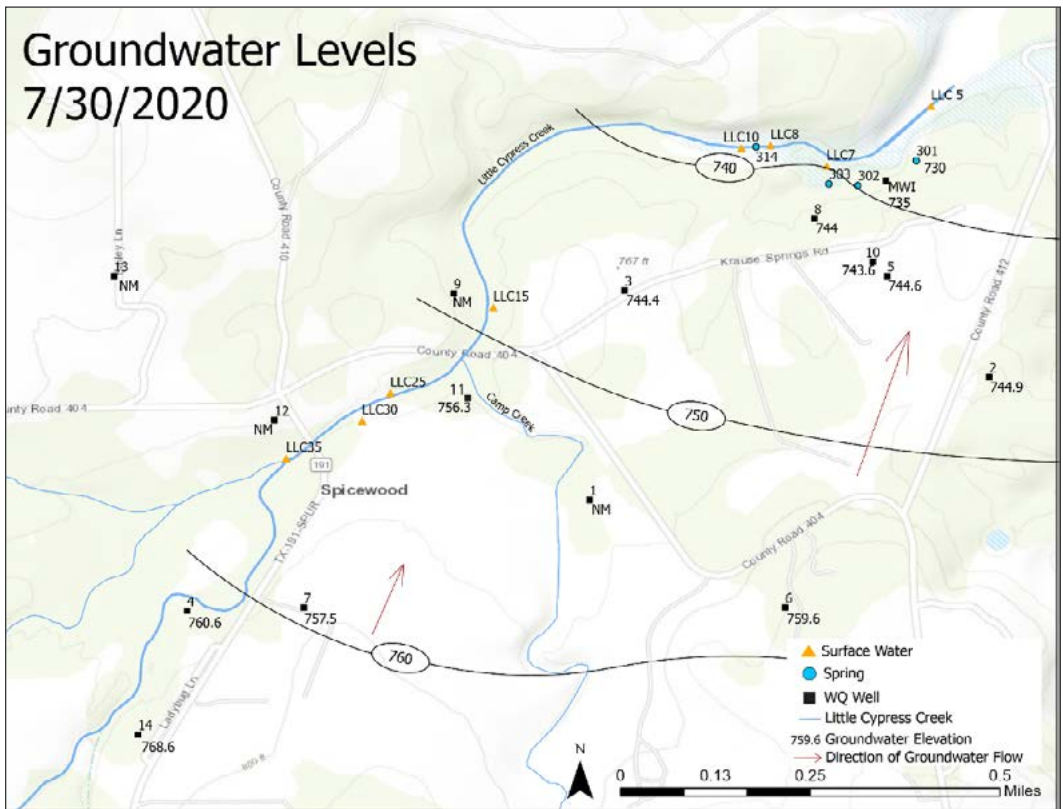 Groundwater Levels
7/30/2020
LLC 5
LLC10
LLC8
314
301
730
LLC7
740
303
302
MWI
735
Little Cypress Creek
County Road 410
8
744
767 ft
Krause Springs Rd
10
743.6
5
744.6
13
NM
9
NM
3
744.4
LLC15
County Road 412
County Road 404
2
744.9
LLC25
11
756.3
Camp Creek
750
unty Road 404
12
NM
LLC30
LLC35
191
Spicewood
1
NM
TX-191-SPUR
County Road 404
4
760.6
7
757.5
6
759.6
760
Ladybug Ln
14
768.6
800 ft
Surface Water
Spring
WQ Well
Little Cypress Creek
759.6 Groundwater Elevation
Direction of Groundwater Flow
N
0 0.13 0.25 0.5
Miles